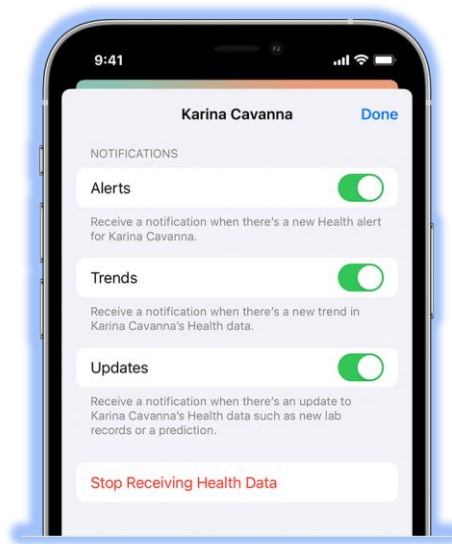 9:41
Karina Cavanna Done
NOTIFICATIONS
Alerts
Receive a notification when there's a new Health alert
for Karina Cavanna.
Trends
Receive a notification when there's a new trend in
Karina Cavanna's Health data.
Updates
Receive a notification when there's an update to
Karina Cavanna's Health data such as new lab
records or a prediction.
Stop Receiving Health Data